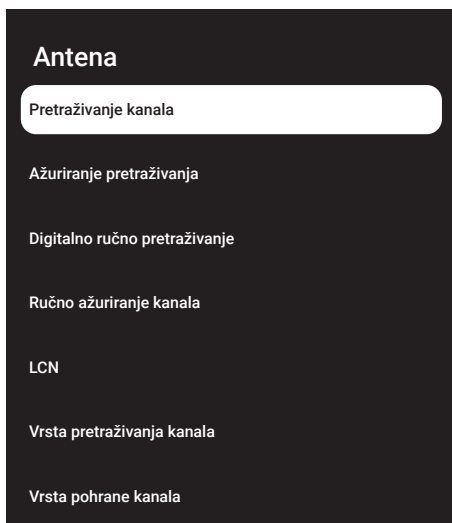 Antena
Pretraživanje kanala
Ažuriranje pretraživanja
Digitalno ručno pretraživanje
Ručno ažuriranje kanala
LCN
Vrsta pretraživanja kanala
Vrsta pohrane kanala